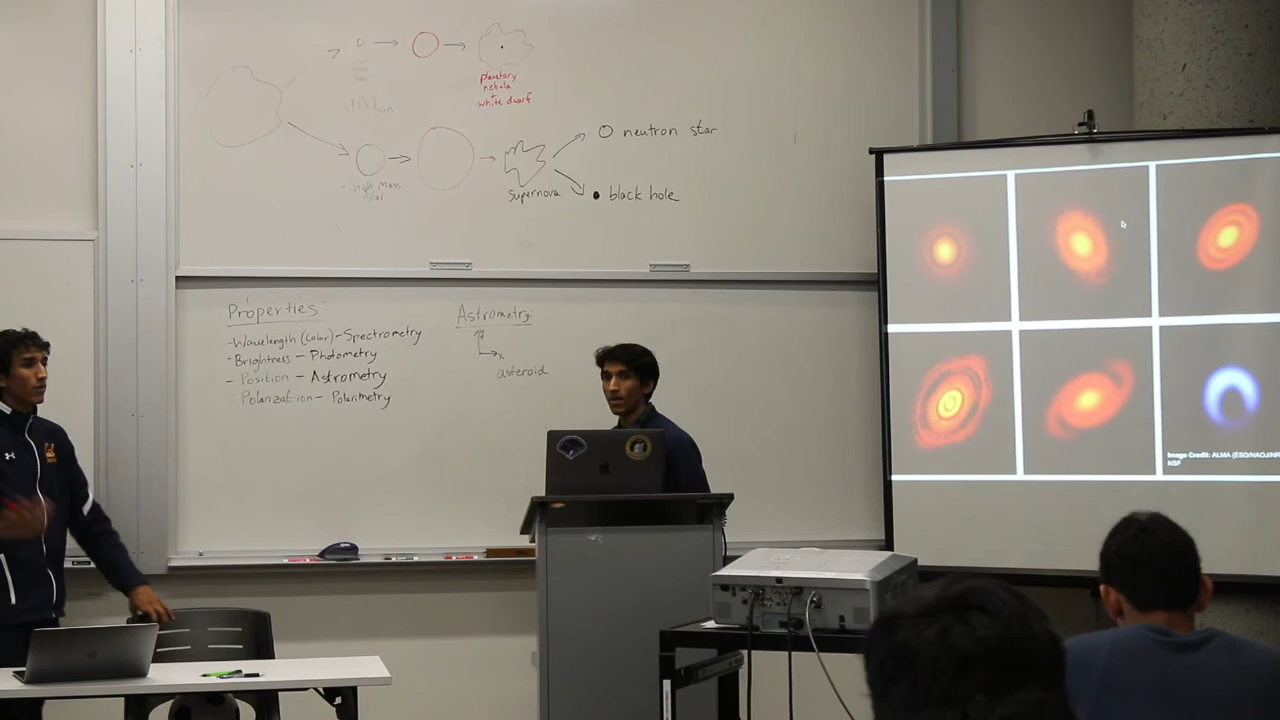 planetary
nebula
white dwarf
neutron star
high mass
star
supernova
black hole
Properties:
-Wavelength (color)-Spectrometry
-Brightness - Photometry
- Position - Astrometry
- Polarization - Polarimetry
Astrometry:
x
asteroid
Image Credit: ALMA (ESO/NAOJ/NR
NSF